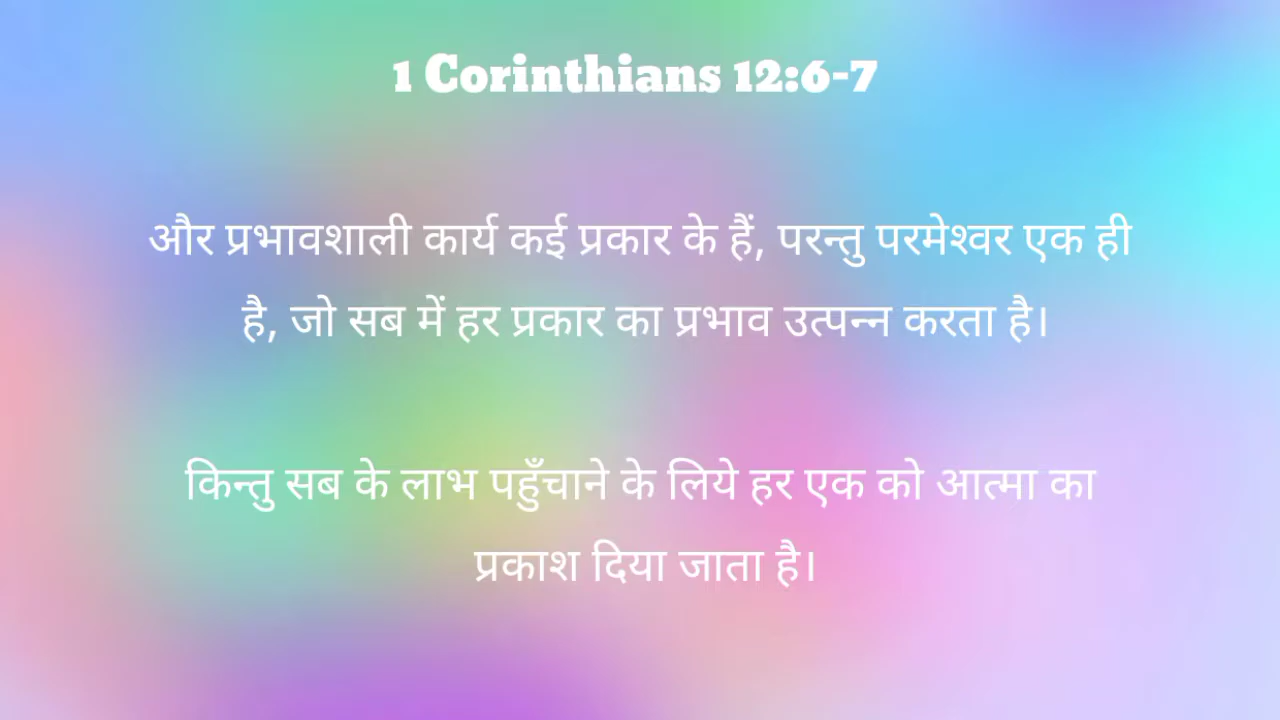 1 Corinthians 12:6-7
और प्रभावशाली कार्य कई प्रकार के हैं, परन्तु परमेश्वर एक ही
है, जो सब में हर प्रकार का प्रभाव उत्पन्न करता है।
किन्तु सब के लाभ पहुँचाने के लिये हर एक को आत्मा का
प्रकाश दिया जाता है।